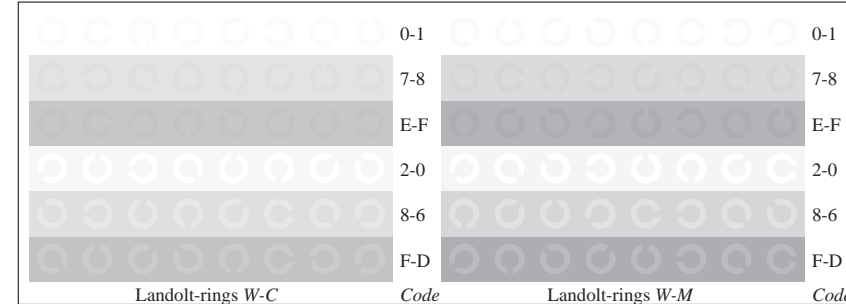 0-1 0-1
7-8 7-8
E-F E-F
2-0 2-0
8-6 8-6
F-D F-D
Landolt-rings W-C Code Landolt-rings W-M Code